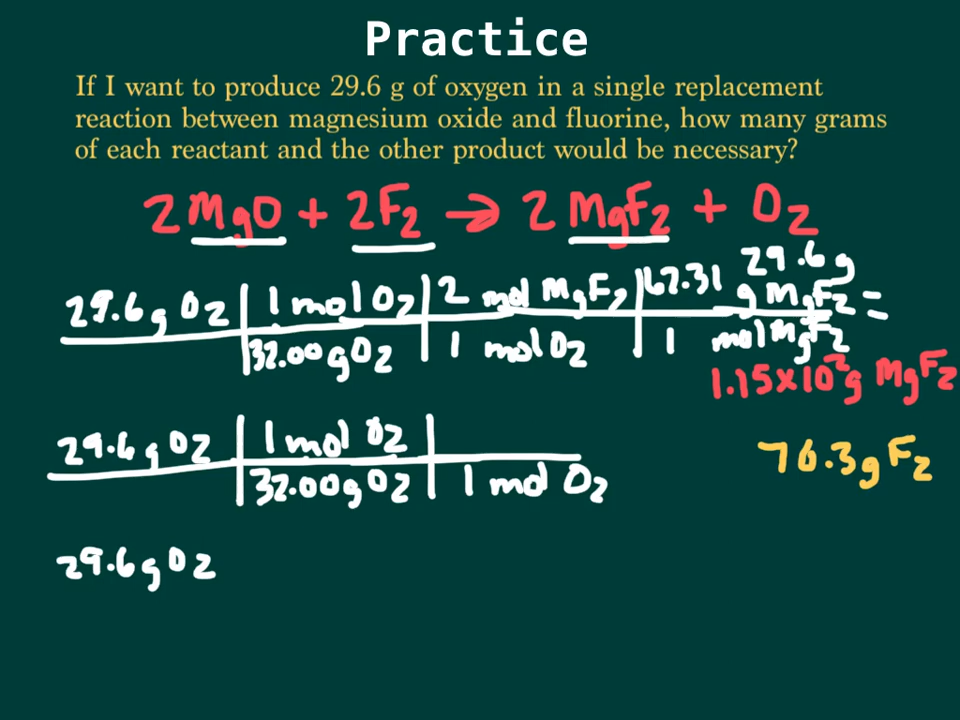 Practice
If I want to produce 29.6 g of oxygen in a single replacement
reaction between magnesium oxide and fluorine, how many grams
of each reactant and the other product would be necessary?
2MgO + 2F2 → 2MgF2 + O2
29.6 g
29.6g O2 | 1 mol O2 | 2 mol MgF2 | 62.31 g MgF2 =
32.00g O2 | 1 mol O2 | 1 mol MgF2
1.15x10²g MgF2
29.6g O2 | 1 mol O2 |
32.00g O2 | 1 mol O2
70.3g F2
29.6g O2